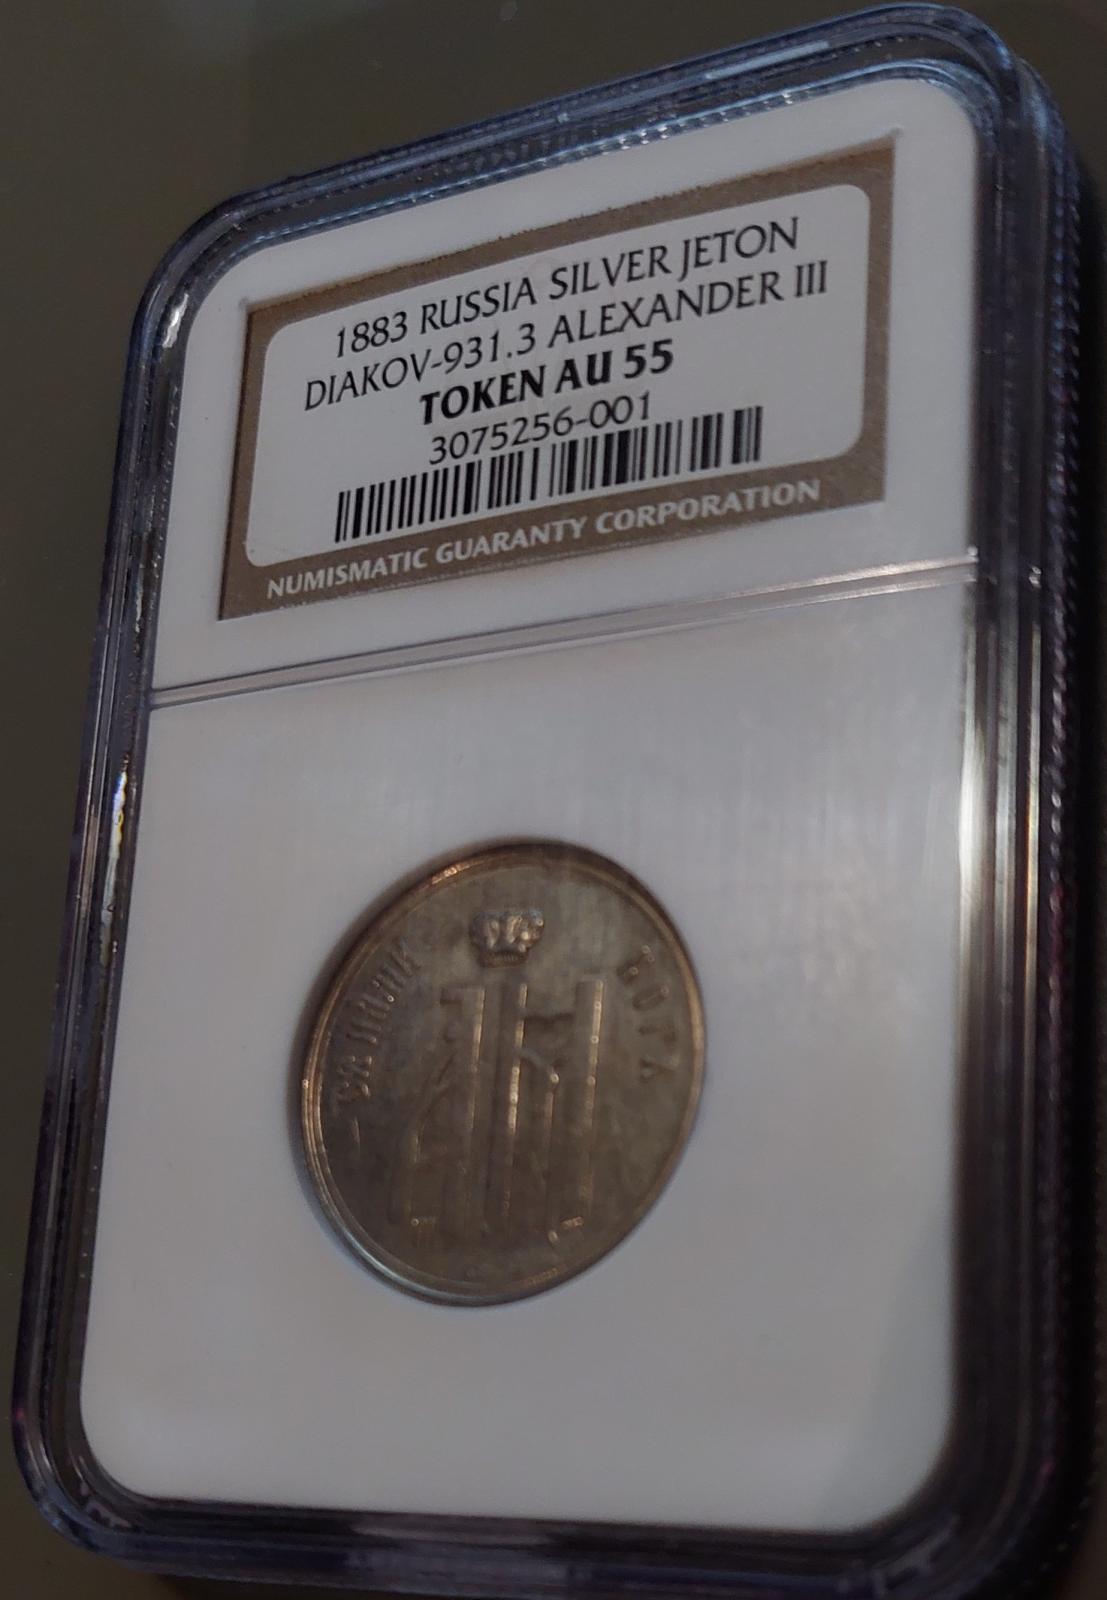 1883 RUSSIA SILVER JETON
DIAKOV-931.3 ALEXANDER III
TOKEN AU 55
3075256-001
NUMISMATIC GUARANTY CORPORATION